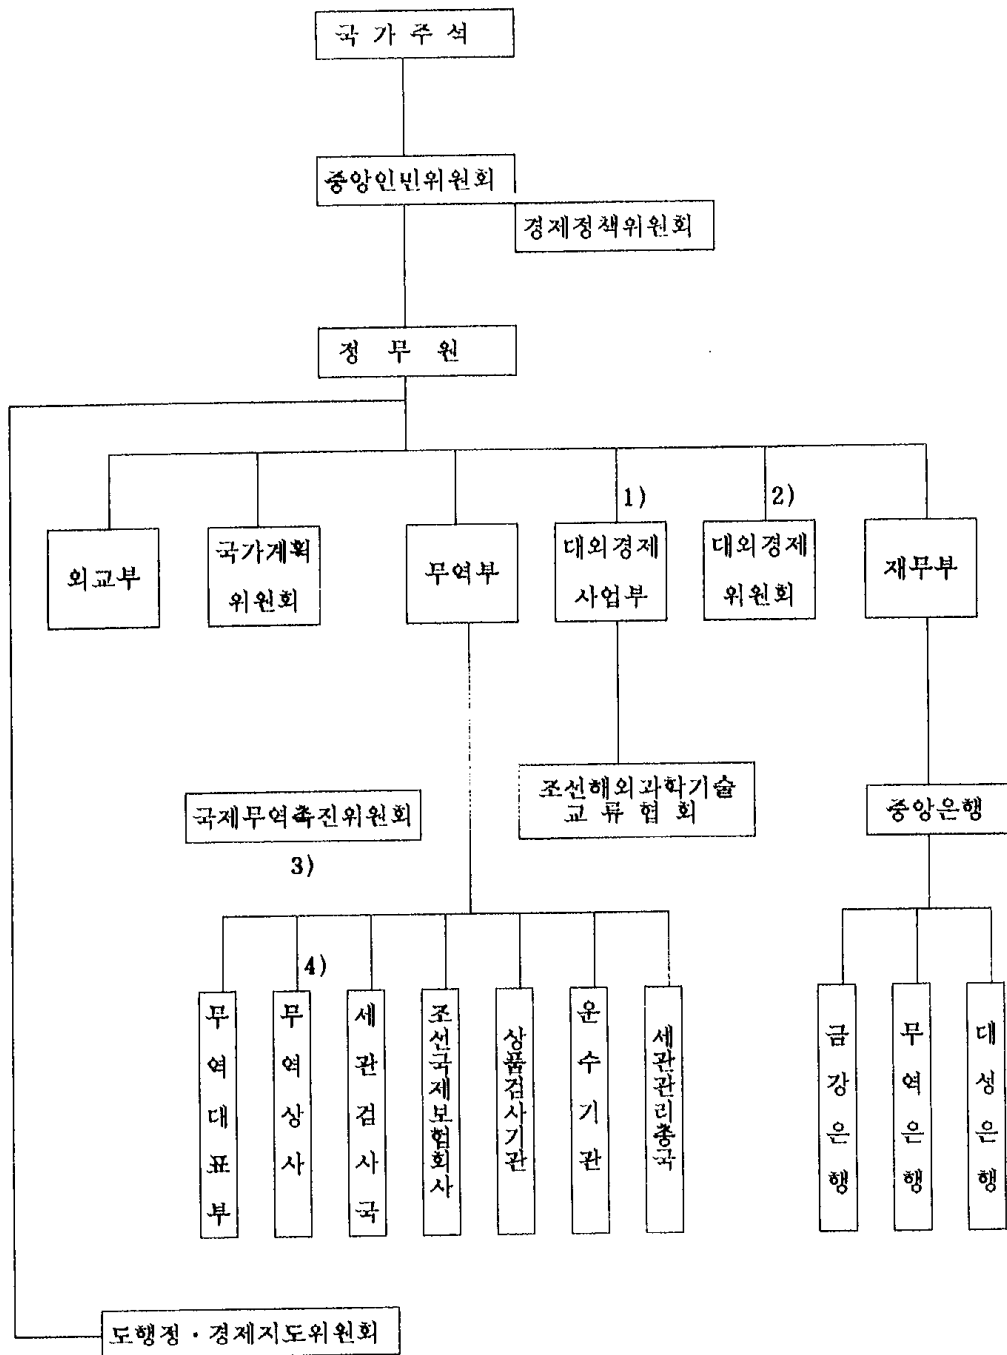 국 가 주 석
중앙인민위원회
경제정책위원회
정 무 원
1)
2)
외교부
국가계획
위원회
무역부
대외경제
사업부
대외경제
위원회
재무부
조선해외과학기술
교 류 협 회
국제무역촉진위원회
3)
중앙은행
4)
무역대표부
무역상사
세관검사국
조선국제보험회사
상품검사기관
운수기관
세관관리총국
금강은행
무역은행
대성은행
도행정·경제지도위원회